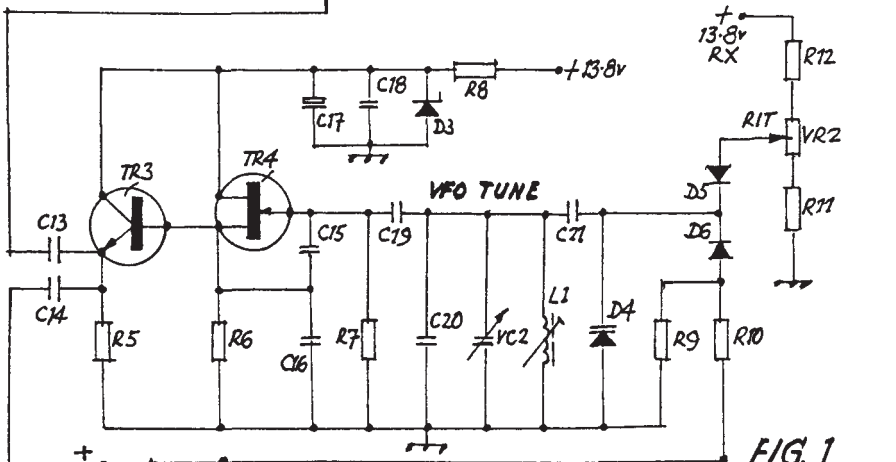 +
13.8v
RX
R12
RIT
VR2
R11
+13.8v
R8
C18
C17
D3
TR3
TR4
VFO TUNE
D5
D6
C13
C14
C15
C19
C21
R5
R6
C16
R7
C20
VC2
L1
D4
R9
R10
+
FIG. 1